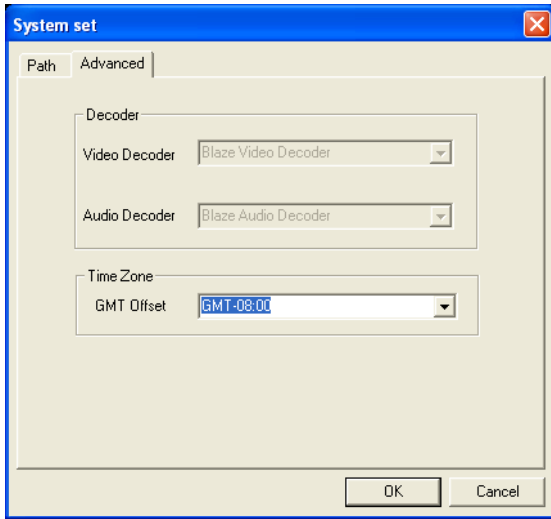 System set
Path Advanced
Decoder
Video Decoder Blaze Video Decoder
Audio Decoder Blaze Audio Decoder
Time Zone
GMT Offset GMT-08:00
OK Cancel